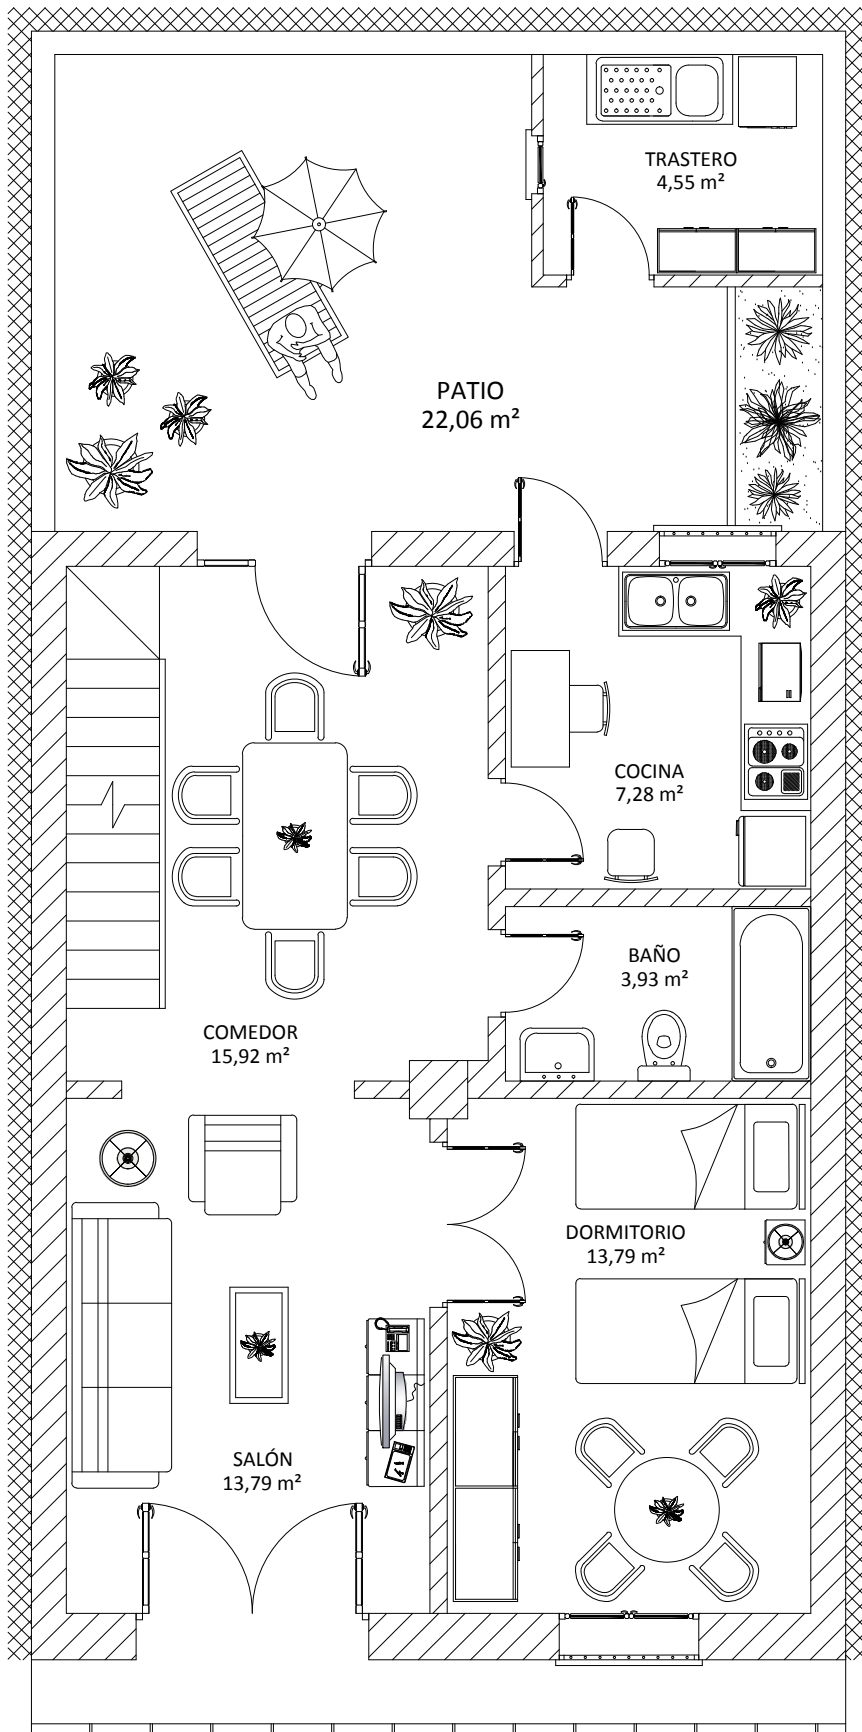 TRASTERO
4,55 m²
PATIO
22,06 m²
COCINA
7,28 m²
BAÑO
3,93 m²
COMEDOR
15,92 m²
DORMITORIO
13,79 m²
SALÓN
13,79 m²